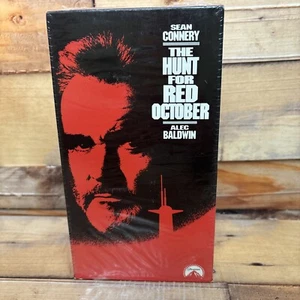 SEAN
CONNERY
THE
HUNT
FOR
RED
OCTOBER
ALEC
BALDWIN